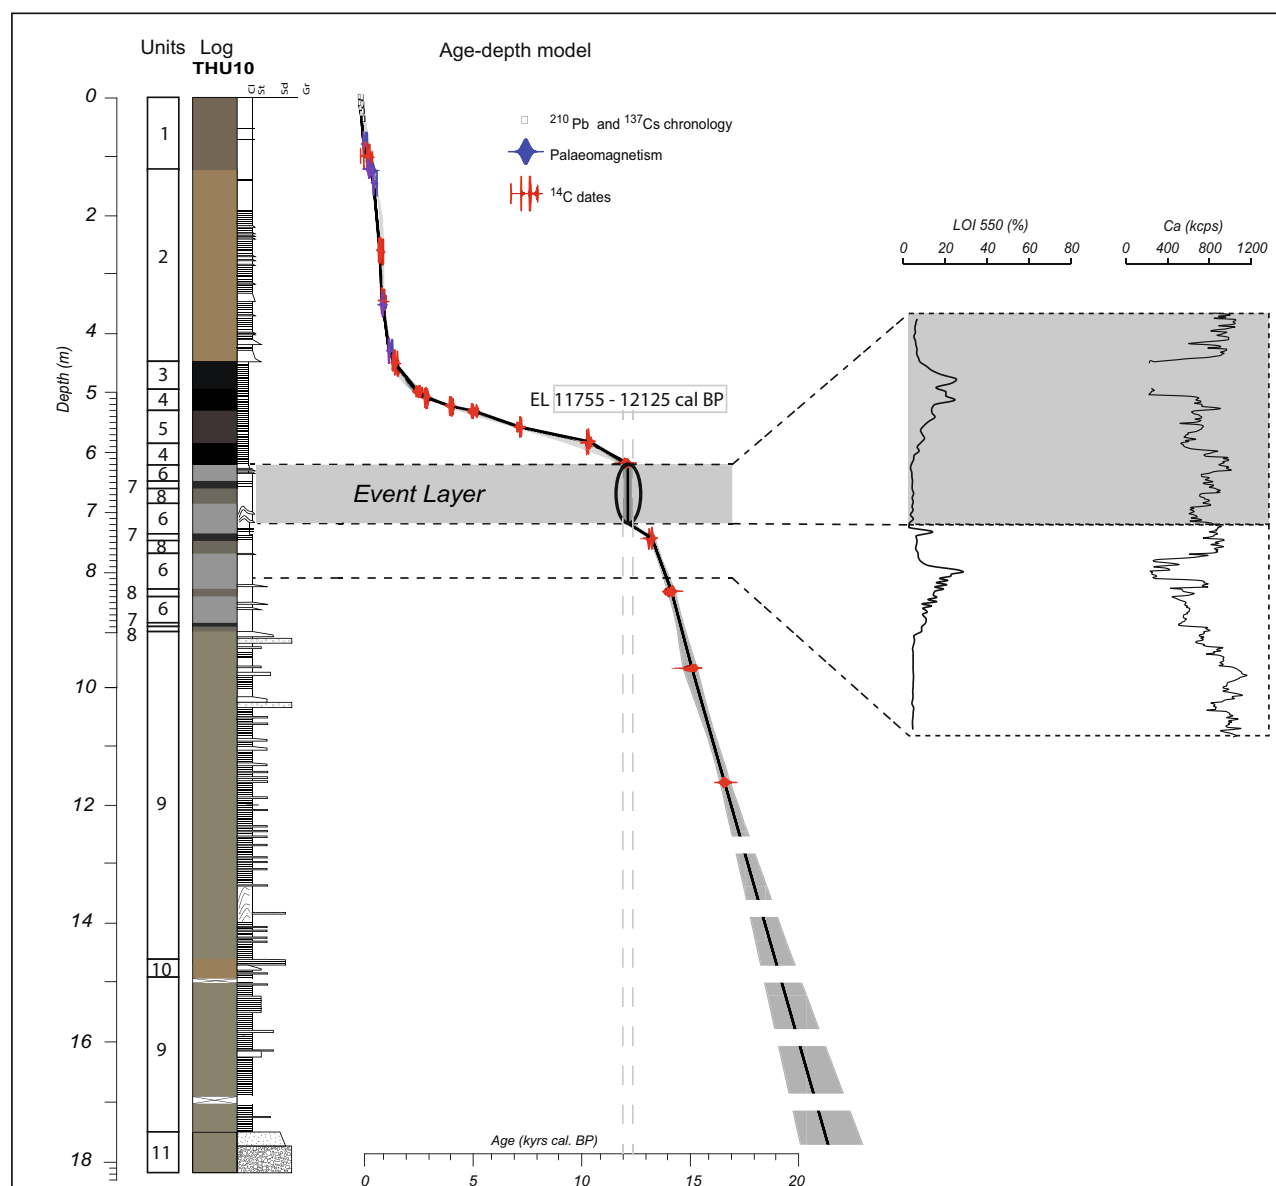 Units Log Age-depth model
THU10
Cl St Sd Gr
²¹⁰Pb and ¹³⁷Cs chronology
Palaeomagnetism
¹⁴C dates
Depth (m)
0
2
4
5
6
7
8
10
12
14
16
18
1
2
3
4
5
4
6
7
8
6
7
8
6
8
6
7
8
9
10
9
11
EL 11755 - 12125 cal BP
Event Layer
LOI 550 (%)
0 20 40 60 80
Ca (kcps)
0 400 800 1200
Age (kyrs cal. BP)
0 5 10 15 20